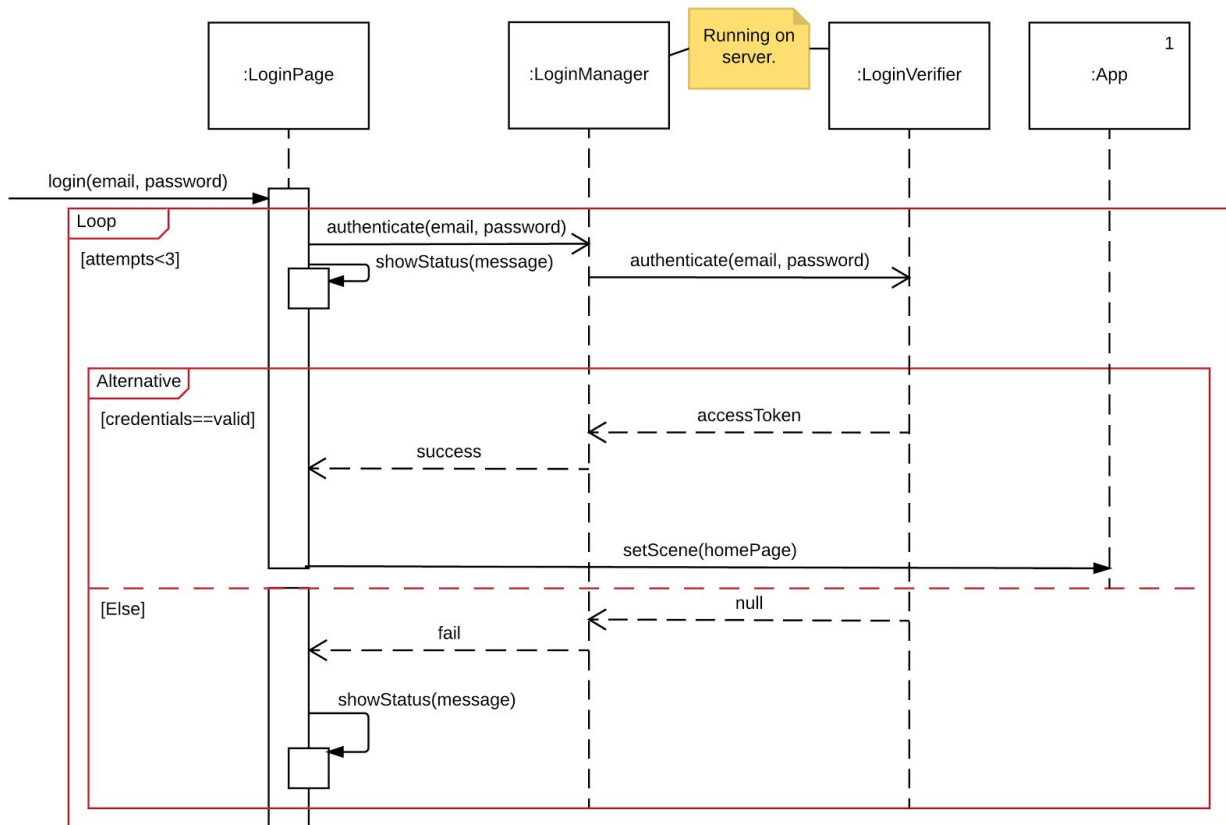 :LoginPage
:LoginManager
Running on
server.
:LoginVerifier
1
:App
login(email, password)
Loop
[attempts<3]
authenticate(email, password)
showStatus(message)
authenticate(email, password)
Alternative
[credentials==valid]
accessToken
success
setScene(homePage)
[Else]
null
fail
showStatus(message)